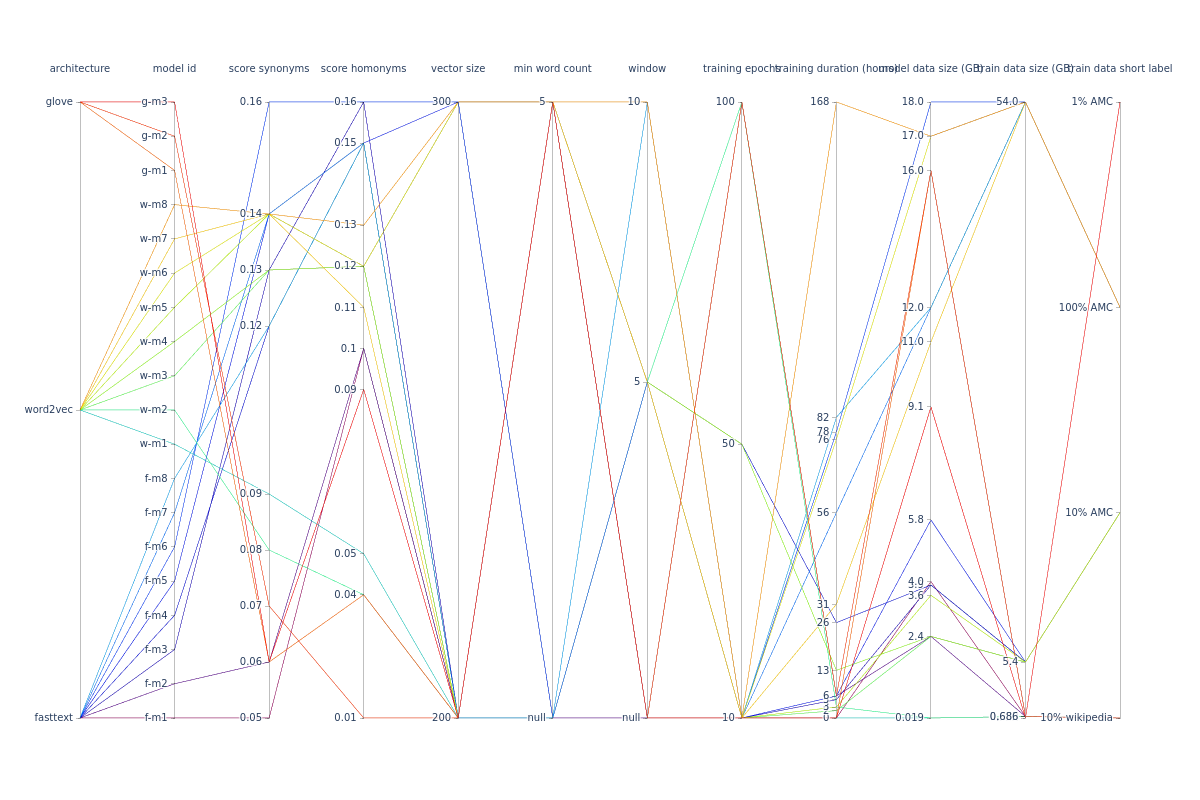 architecture
model id
score synonyms
score homonyms
vector size
min word count
window
training epochs
training duration (hours)
model data size (GB)
train data size (GB)
train data short label
glove
word2vec
fasttext
g-m3
g-m2
g-m1
w-m8
w-m7
w-m6
w-m5
w-m4
w-m3
w-m2
w-m1
f-m8
f-m7
f-m6
f-m5
f-m4
f-m3
f-m2
f-m1
0.16
0.14
0.13
0.12
0.09
0.08
0.07
0.06
0.05
0.16
0.15
0.13
0.12
0.11
0.1
0.09
0.05
0.04
0.01
300
200
5
null
10
5
null
100
50
10
168
82
78
76
56
31
26
13
6
3
0
18.0
17.0
16.0
12.0
11.0
9.1
5.8
4.0
3.9
3.6
2.4
0.019
54.0
5.4
0.686
1% AMC
100% AMC
10% AMC
10% wikipedia